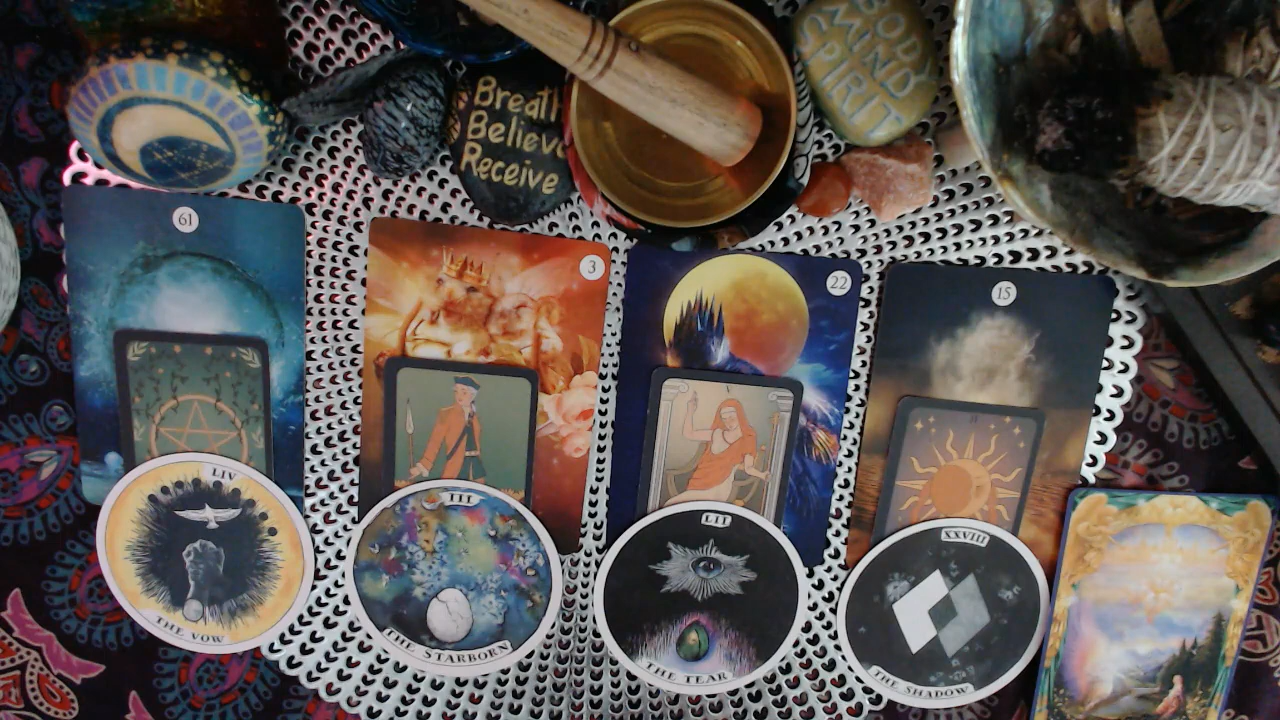 BODY
MIND
SPIRIT
Believe
Receive
61
3
22
15
LIV
THE VOW
III
THE STARBORN
LII
THE TEAR
XXVIII
THE SHADOW